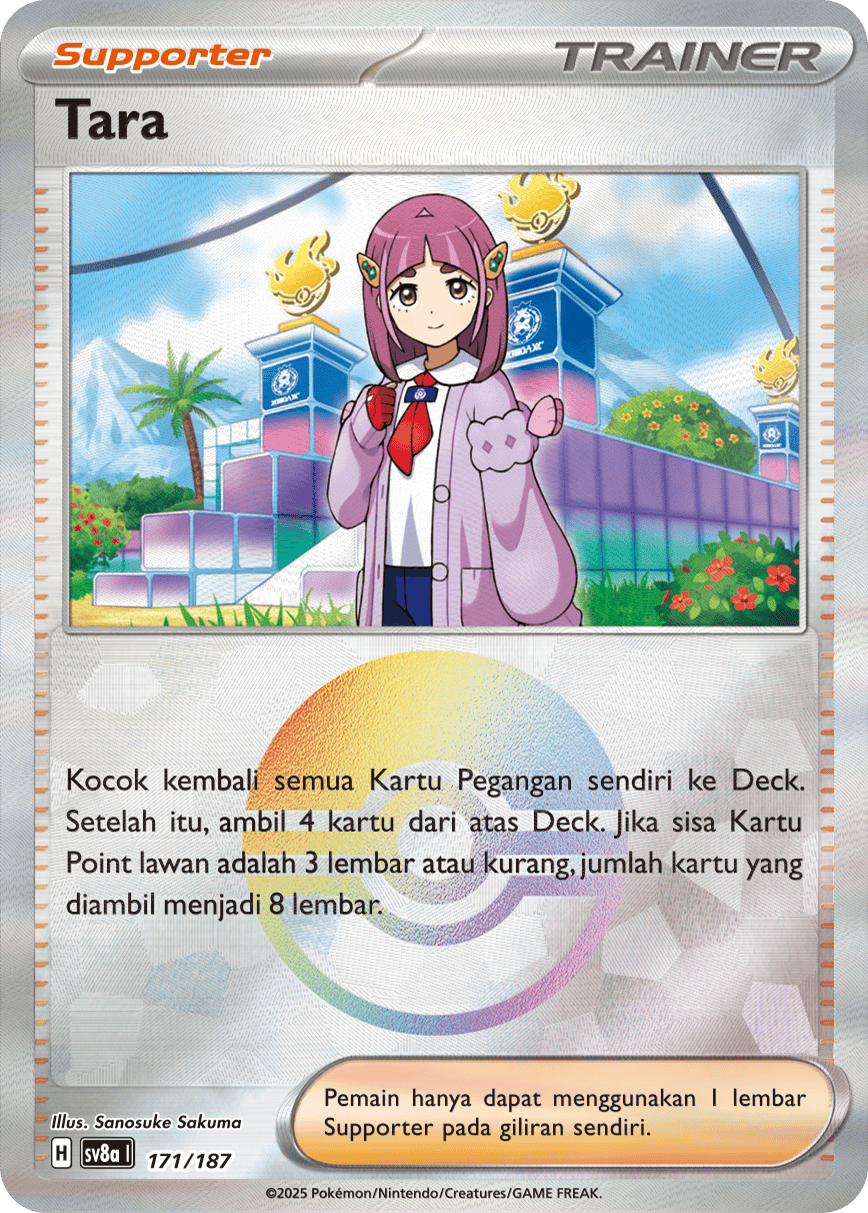 Supporter
TRAINER
Tara
Kocok kembali semua Kartu Pegangan sendiri ke Deck.
Setelah itu, ambil 4 kartu dari atas Deck. Jika sisa Kartu
Point lawan adalah 3 lembar atau kurang, jumlah kartu yang
diambil menjadi 8 lembar.
Pemain hanya dapat menggunakan 1 lembar
Supporter pada giliran sendiri.
Illus. Sanosuke Sakuma
H sv8a I 171/187
©2025 Pokémon/Nintendo/Creatures/GAME FREAK.